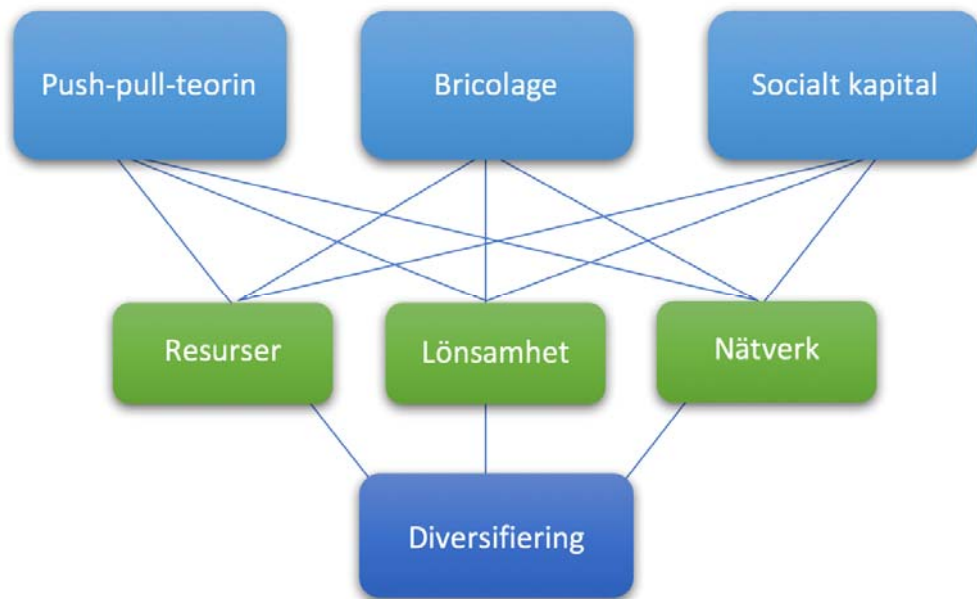 Push-pull-teorin
Bricolage
Socialt kapital
Resurser
Lönsamhet
Nätverk
Diversifiering